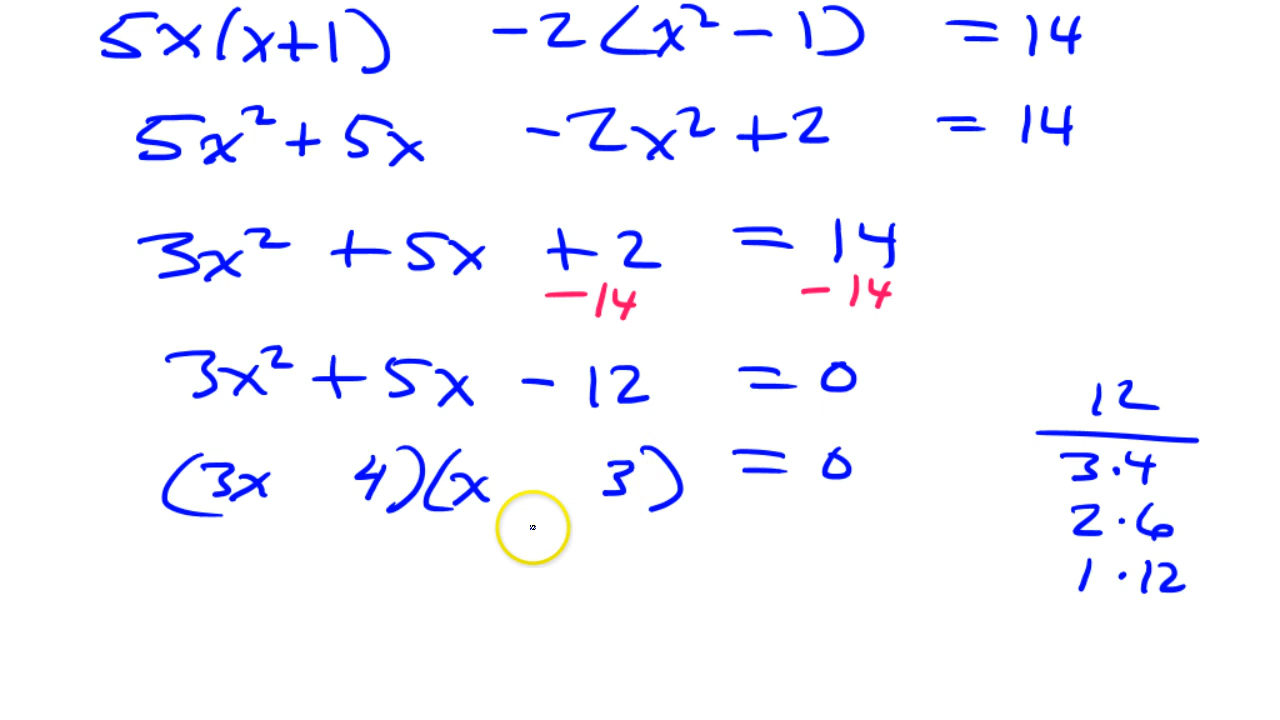 5x(x+1) -2(x²-1) = 14
5x²+5x -2x²+2 = 14
3x² +5x +2 = 14
-14 -14
3x² +5x -12 = 0
(3x 4)(x 3) = 0
12
3·4
2·6
1·12